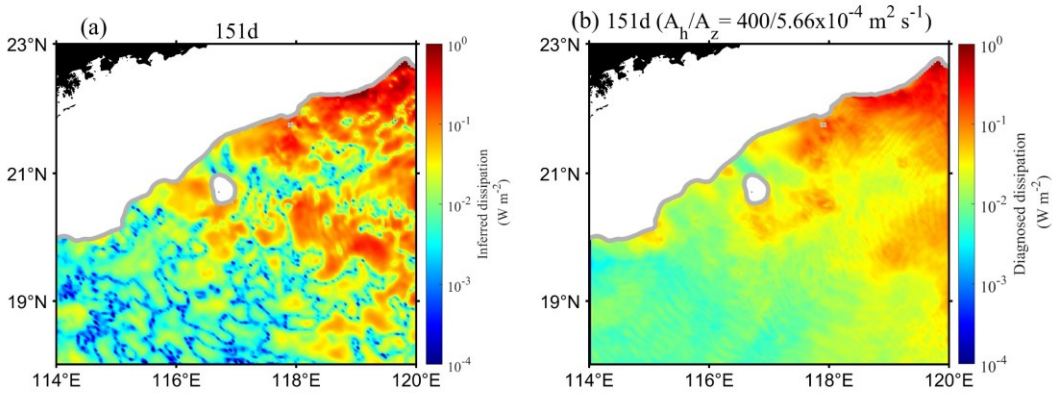 (a)
151d
23°N
21°N
19°N
114°E
116°E
118°E
120°E
10^0
10^-1
10^-2
10^-3
10^-4
Inferred dissipation
(W m^-2)
(b) 151d (A_h/A_z = 400/5.66x10^-4 m^2 s^-1)
23°N
21°N
19°N
114°E
116°E
118°E
120°E
10^0
10^-1
10^-2
10^-3
10^-4
Diagnosed dissipation
(W m^-2)